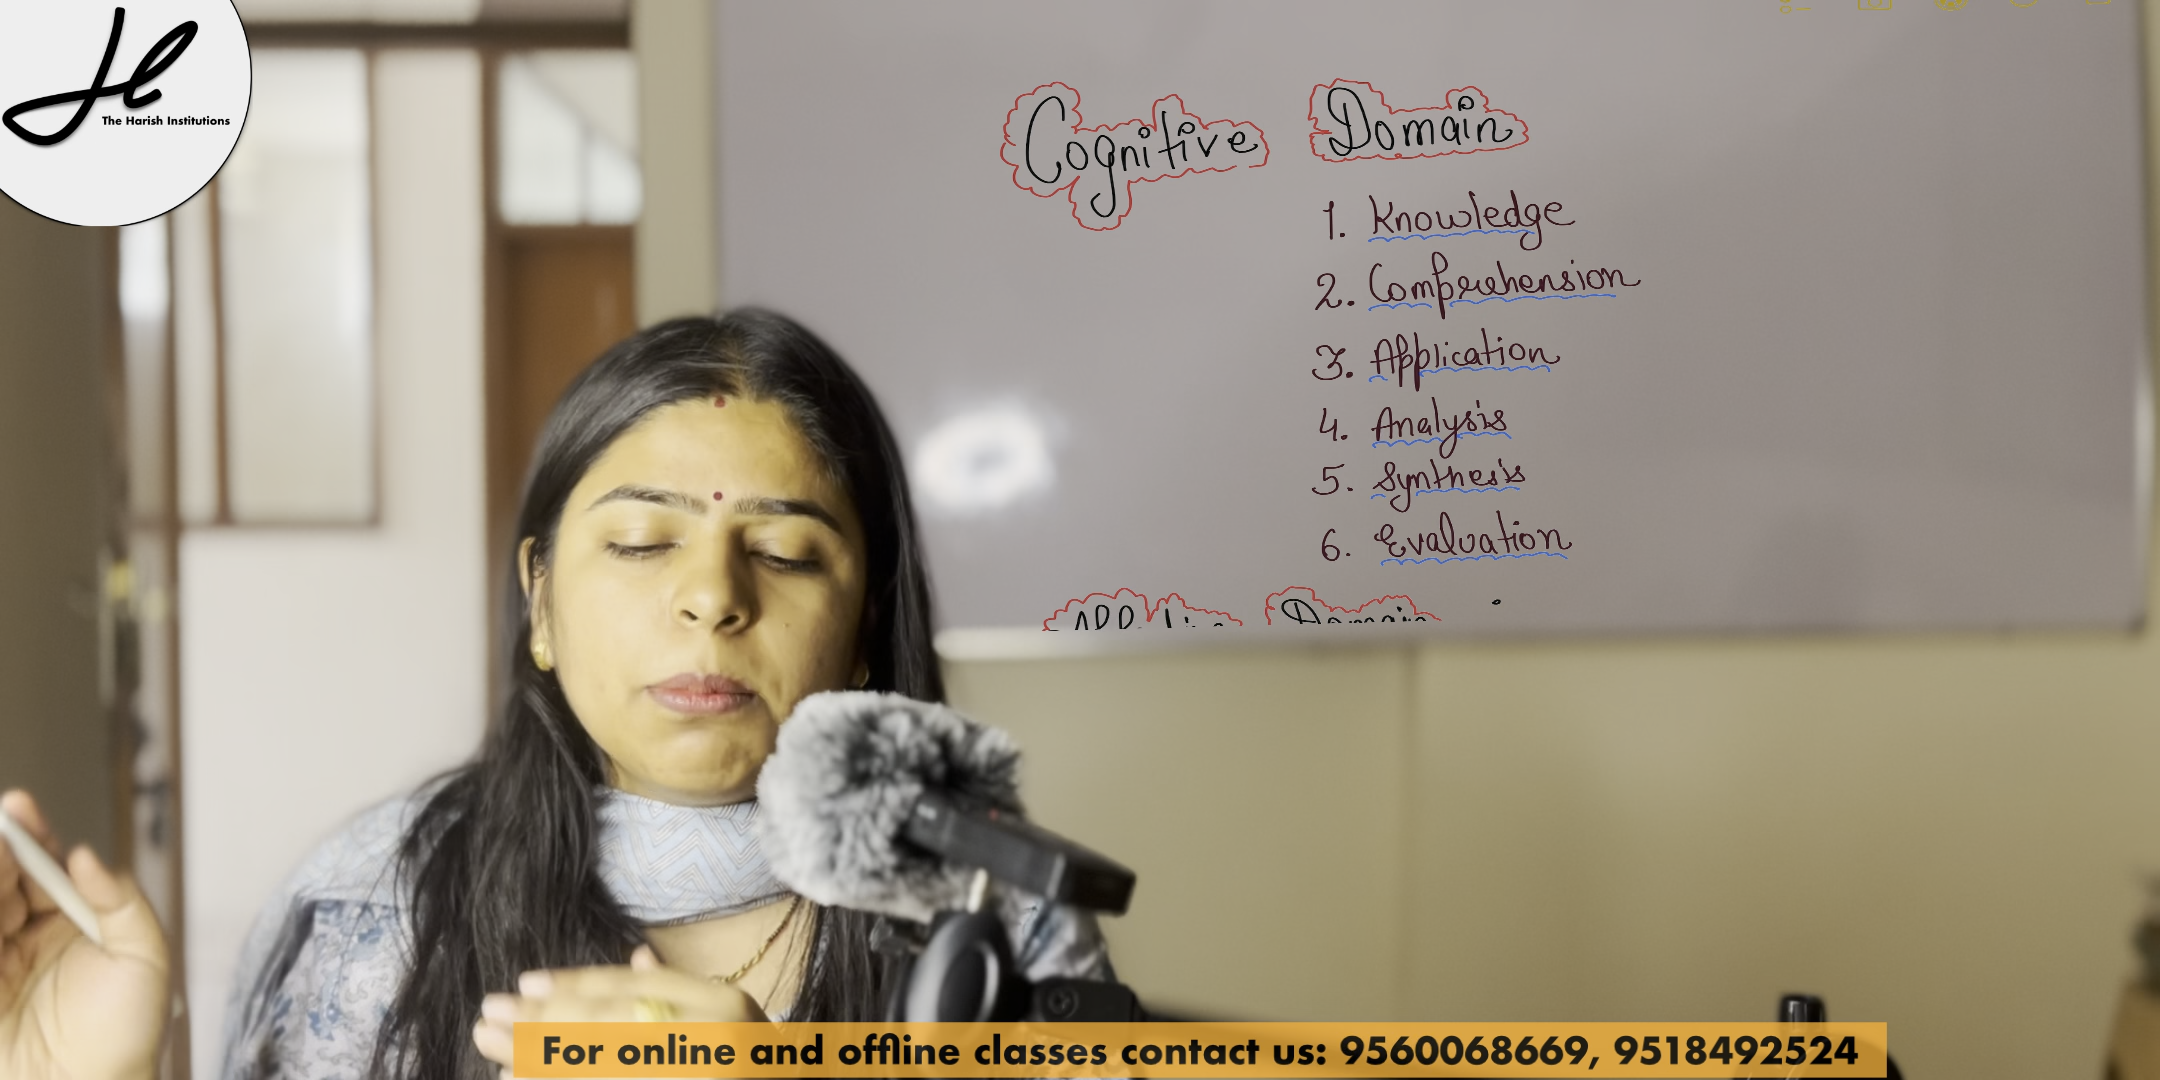 The Harish Institutions
Cognitive Domain
1. Knowledge
2. Comprehension
3. Application
4. Analysis
5. Synthesis
6. Evaluation
Domain
For online and offline classes contact us: 9560068669, 9518492524